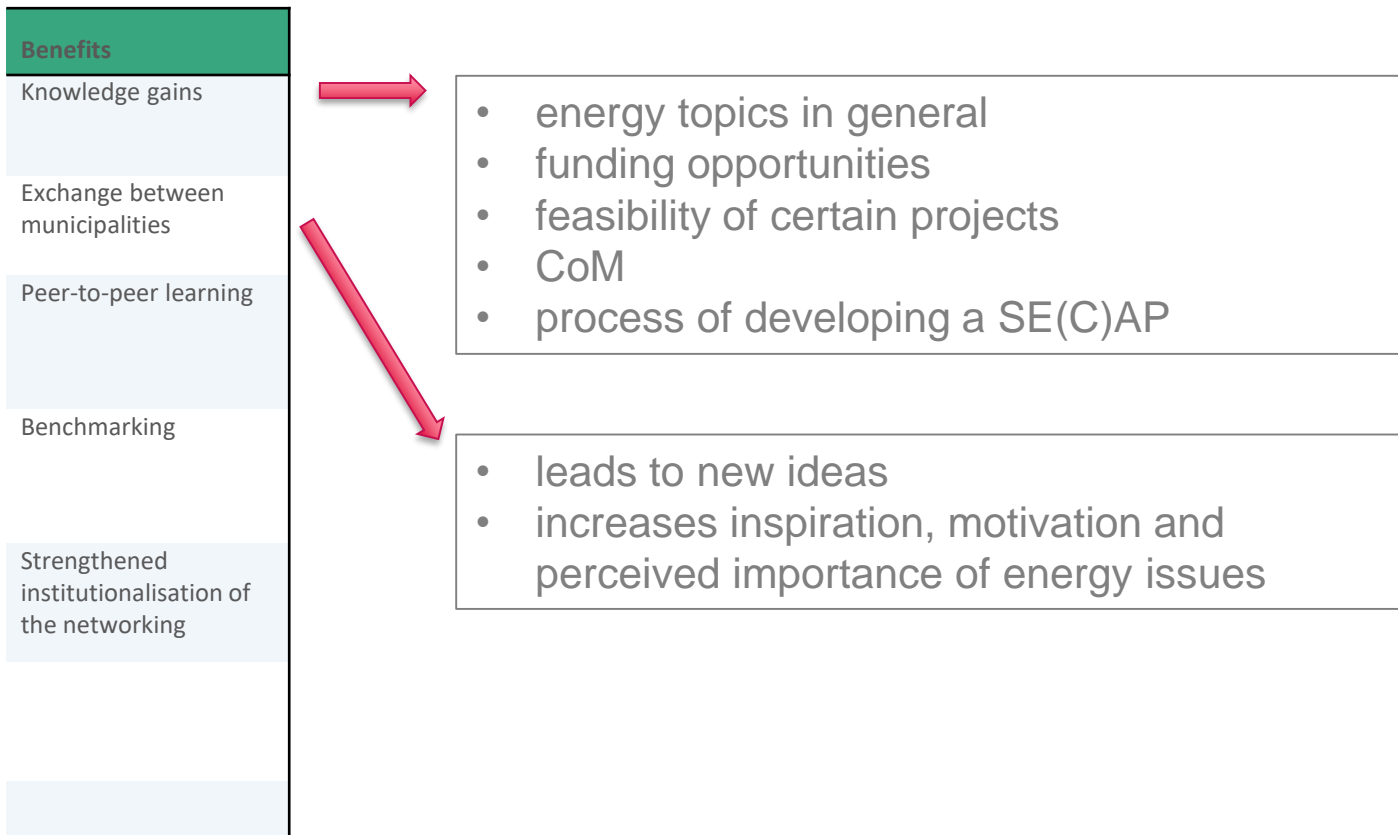 Benefits
Knowledge gains
Exchange between
municipalities
Peer-to-peer learning
Benchmarking
Strengthened
institutionalisation of
the networking
• energy topics in general
• funding opportunities
• feasibility of certain projects
• CoM
• process of developing a SE(C)AP
• leads to new ideas
• increases inspiration, motivation and
perceived importance of energy issues